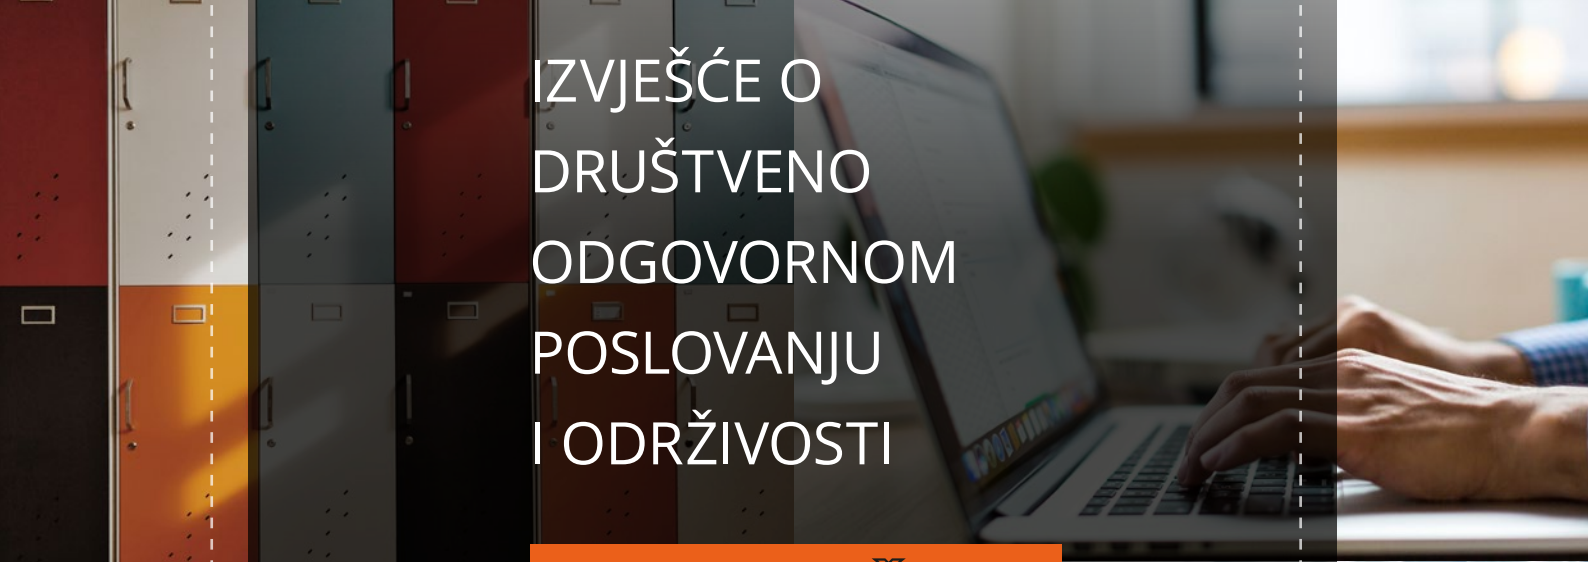 IZVJEŠĆE O
DRUŠTVENO
ODGOVORNOM
POSLOVANJU
I ODRŽIVOSTI